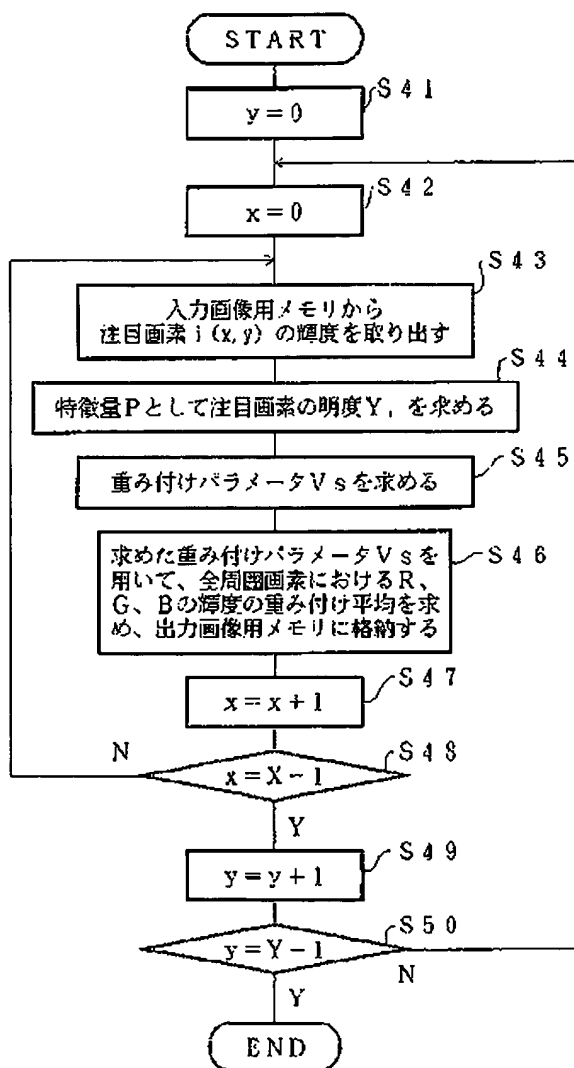 START
S41
y=0
S42
x=0
S43
入力画像用メモリから
注目画素i(x,y)の輝度を取り出す
S44
特徴量Pとして注目画素の明度Yiを求める
S45
重み付けパラメータVsを求める
S46
求めた重み付けパラメータVsを
用いて、全周囲画素におけるR、
G、Bの輝度の重み付け平均を求
め、出力画像用メモリに格納する
S47
x=x+1
S48
N
x=X-1
Y
S49
y=y+1
S50
y=Y-1
N
Y
END